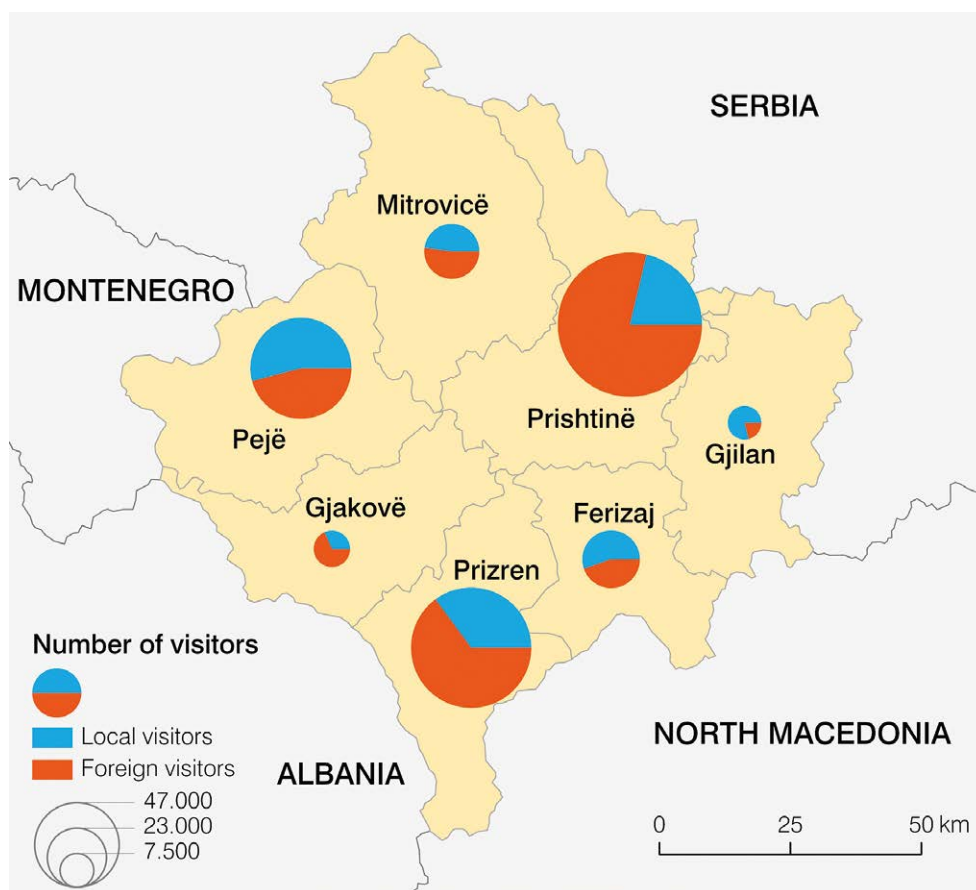 SERBIA
Mitrovicë
MONTENEGRO
Prishtinë
Pejë
Gjilan
Gjakovë
Ferizaj
Prizren
Number of visitors
Local visitors
Foreign visitors
47.000
23.000
7.500
ALBANIA
NORTH MACEDONIA
0 25 50 km